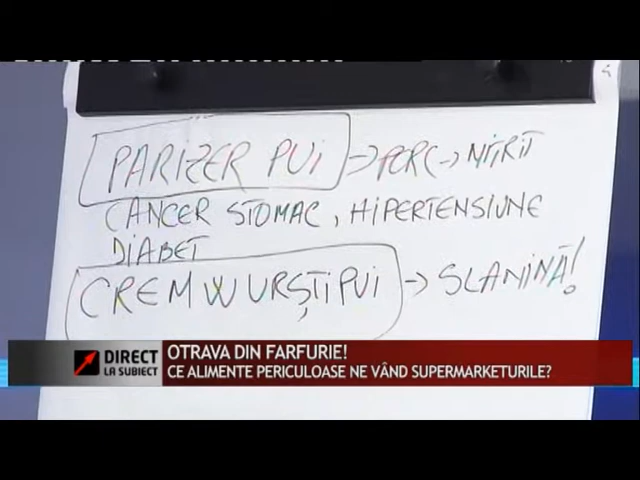 PARIZER PUI → PORC → NITRIT
CANCER STOMAC, HIPERTENSIUNE
DIABET
CREMWURȘTI PUI → SLANINĂ!
DIRECT
LA SUBIECT
OTRAVA DIN FARFURIE!
CE ALIMENTE PERICULOASE NE VÂND SUPERMARKETURILE?